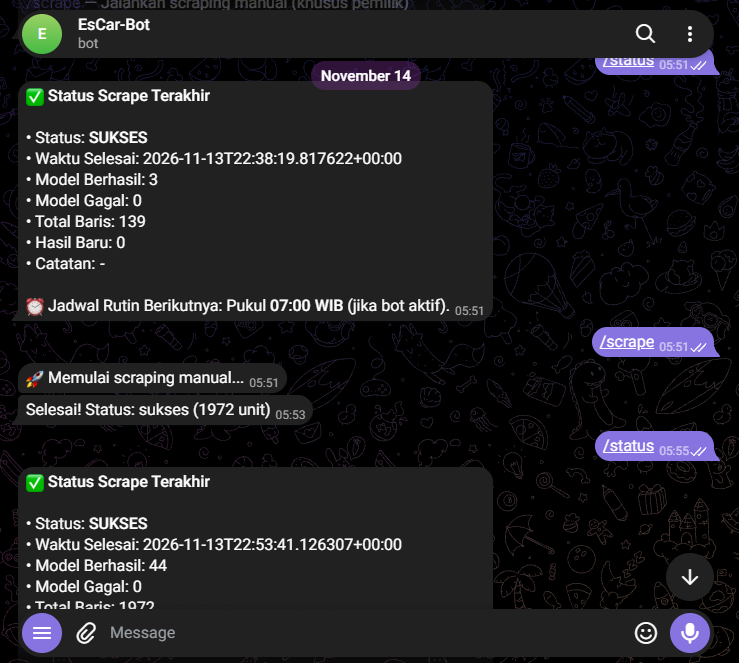 /scrape — Jalankan scraping manual (khusus pemilik)
E
EsCar-Bot
bot
/status 05:51
November 14
✅ Status Scrape Terakhir
• Status: SUKSES
• Waktu Selesai: 2026-11-13T22:38:19.817622+00:00
• Model Berhasil: 3
• Model Gagal: 0
• Total Baris: 139
• Hasil Baru: 0
• Catatan: -
⏰ Jadwal Rutin Berikutnya: Pukul 07:00 WIB (jika bot aktif). 05:51
/scrape 05:51
🚀 Memulai scraping manual... 05:51
Selesai! Status: sukses (1972 unit) 05:53
/status 05:55
✅ Status Scrape Terakhir
• Status: SUKSES
• Waktu Selesai: 2026-11-13T22:53:41.126307+00:00
• Model Berhasil: 44
• Model Gagal: 0
• Total Baris: 1972
Message